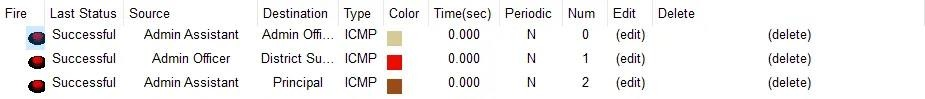 Fire Last Status Source Destination Type Color Time(sec) Periodic Num Edit Delete
Successful Admin Assistant Admin Offi... ICMP 0.000 N 0 (edit) (delete)
Successful Admin Officer District Su... ICMP 0.000 N 1 (edit) (delete)
Successful Admin Assistant Principal ICMP 0.000 N 2 (edit) (delete)